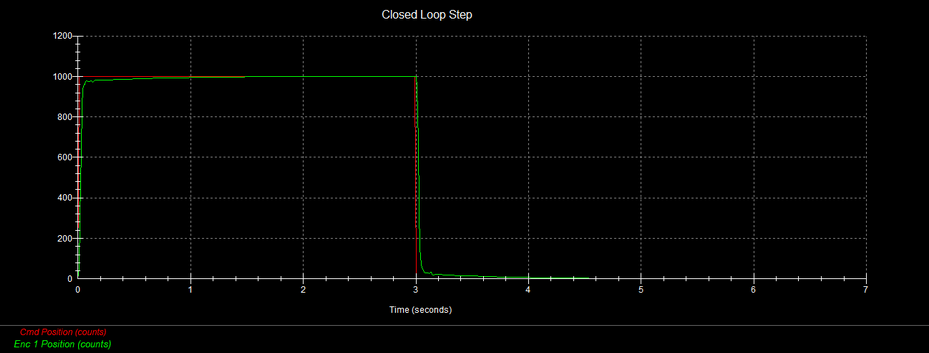 Closed Loop Step
1200
1000
800
600
400
200
0
0 1 2 3 4 5 6 7
Time (seconds)
Cmd Position (counts)
Enc 1 Position (counts)